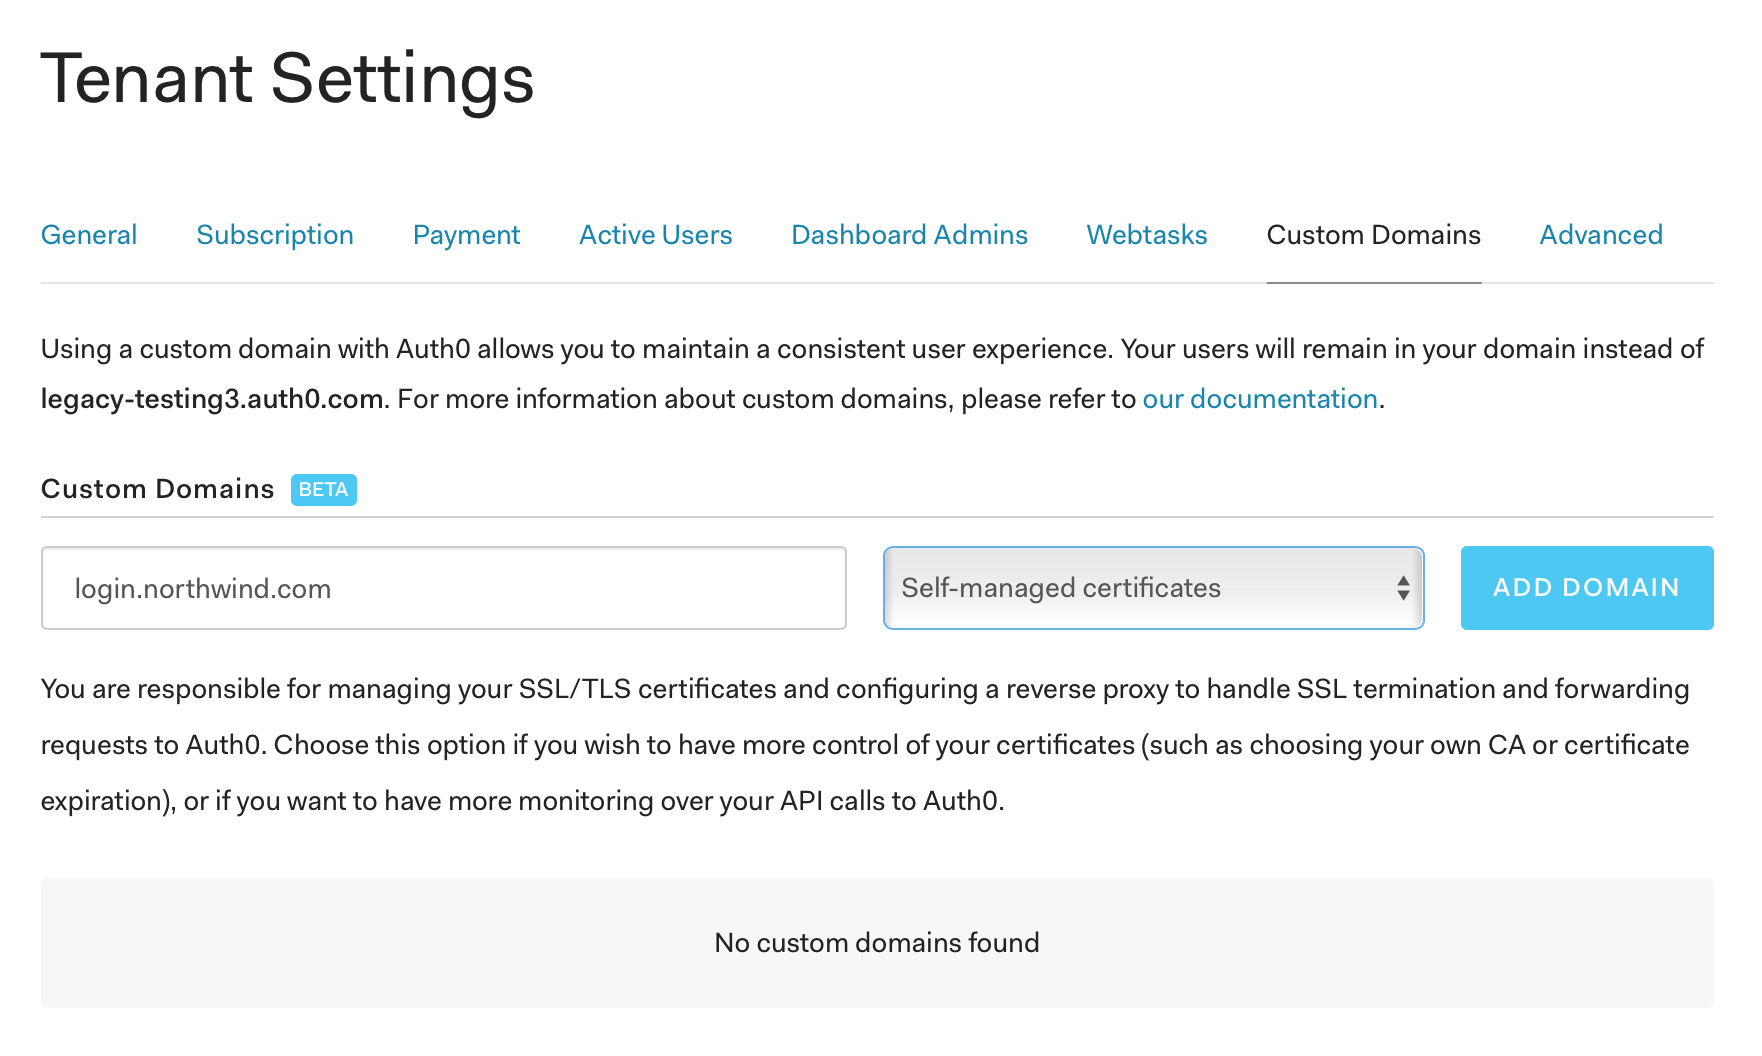 Tenant Settings
General Subscription Payment Active Users Dashboard Admins Webtasks Custom Domains Advanced
Using a custom domain with Auth0 allows you to maintain a consistent user experience. Your users will remain in your domain instead of
legacy-testing3.auth0.com. For more information about custom domains, please refer to our documentation.
Custom Domains BETA
login.northwind.com Self-managed certificates ADD DOMAIN
You are responsible for managing your SSL/TLS certificates and configuring a reverse proxy to handle SSL termination and forwarding
requests to Auth0. Choose this option if you wish to have more control of your certificates (such as choosing your own CA or certificate
expiration), or if you want to have more monitoring over your API calls to Auth0.
No custom domains found